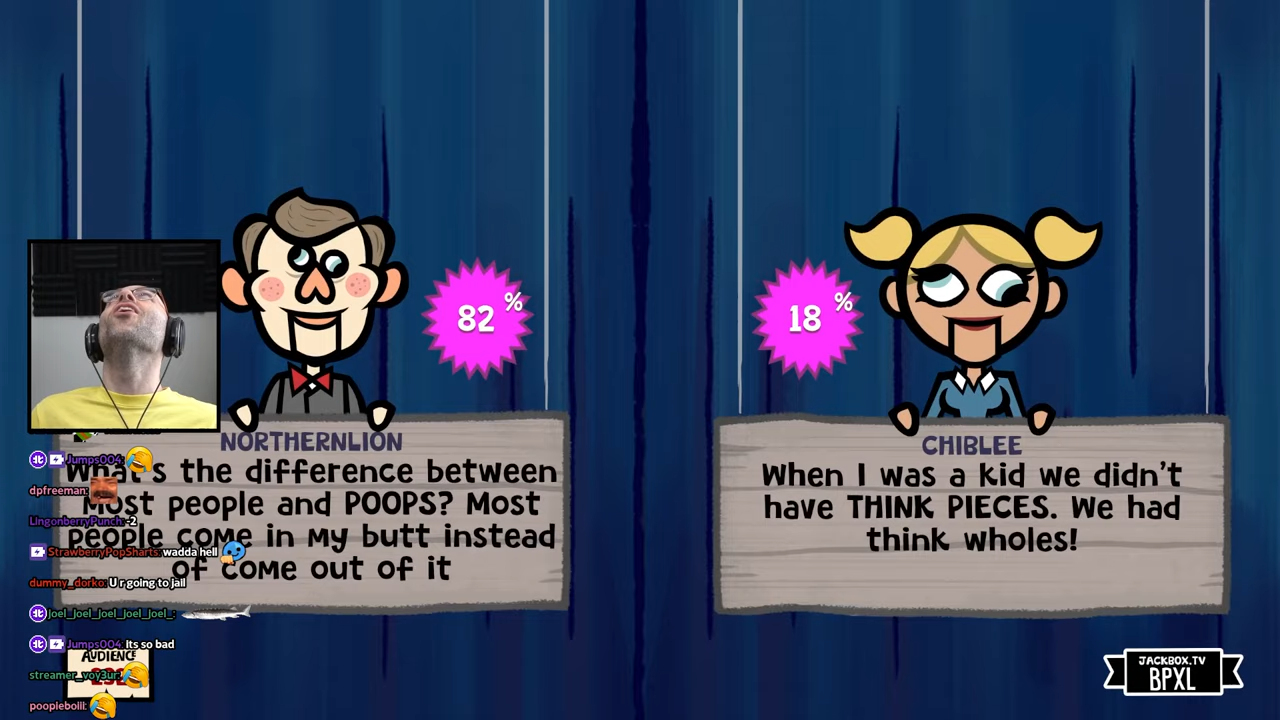 82%
18%
NORTHERNLION
What's the difference between
most people and POOPS? Most
people come in my butt instead
of come out of it
CHIBLEE
When I was a kid we didn't
have THINK PIECES. We had
think wholes!
Jumps004:
dpfreeman:
LingonberryPunch: -2
StrawberryPopSharts: wadda hell
dummy_dorko: U r going to jail
joel_joel_joel_joel_joel_:
Jumps004: Its so bad
AUDIENCE
streamer_voy3ur:
JACKBOX.TV
BPXL